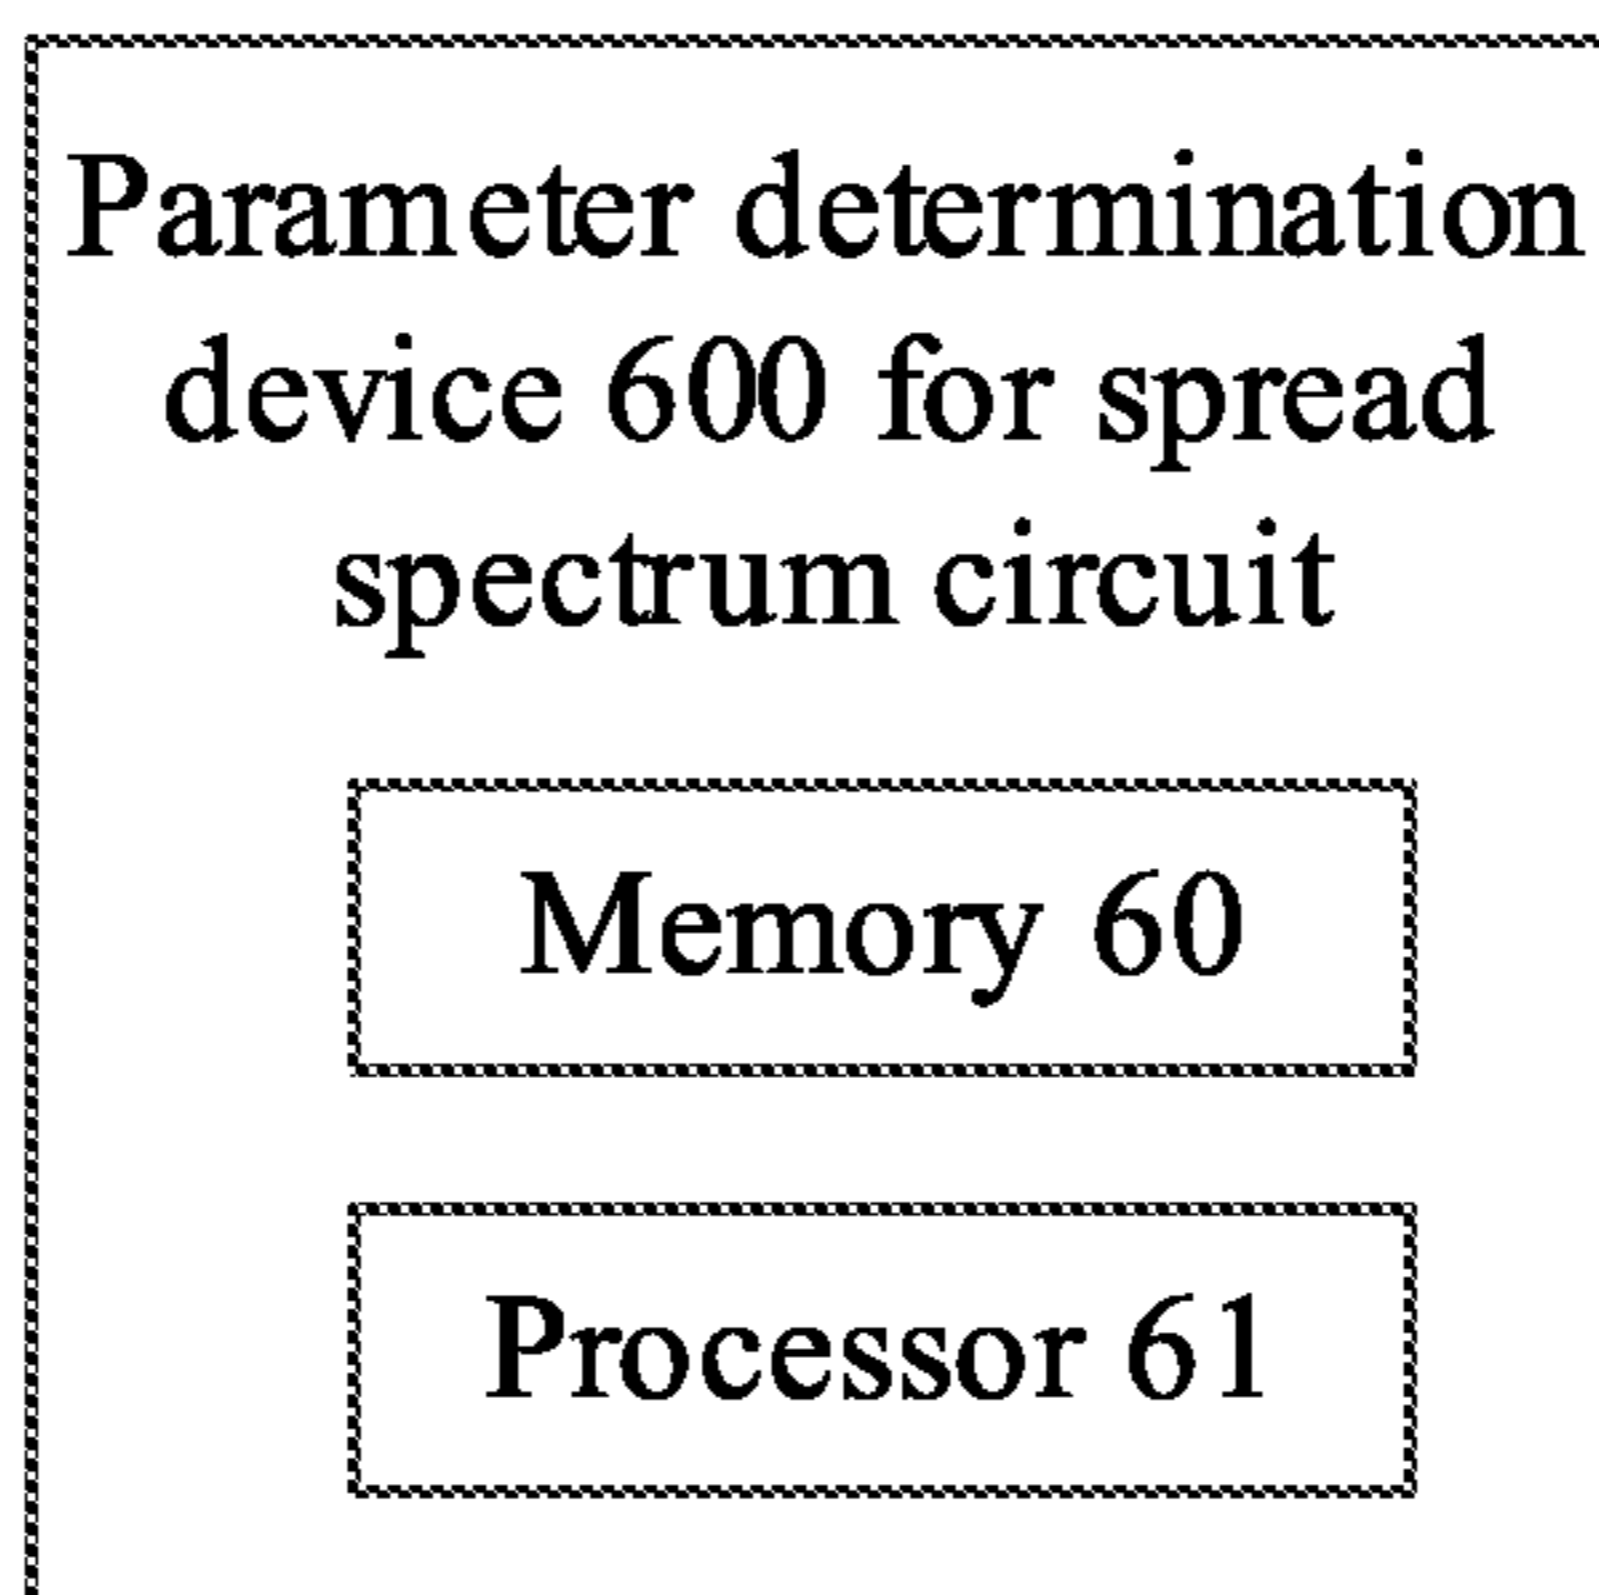 Parameter determination
device 600 for spread
spectrum circuit
Memory 60
Processor 61